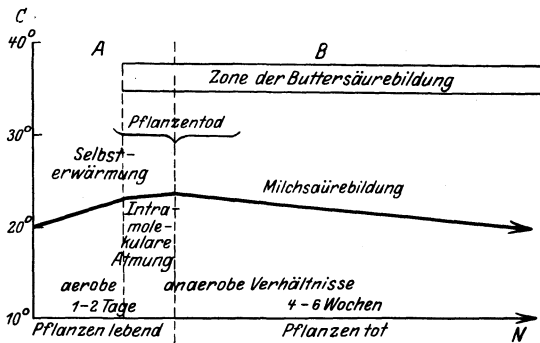 C
40°
A
B
Zone der Buttersäurebildung
Pflanzentod
30°
Selbst-
erwärmung
Milchsaürebildung
20°
Intra-
mole-
kulare
Atmung
aerobe
anaerobe Verhältnisse
1-2 Tage
4-6 Wochen
10°
N
Pflanzen lebend
Pflanzen tot